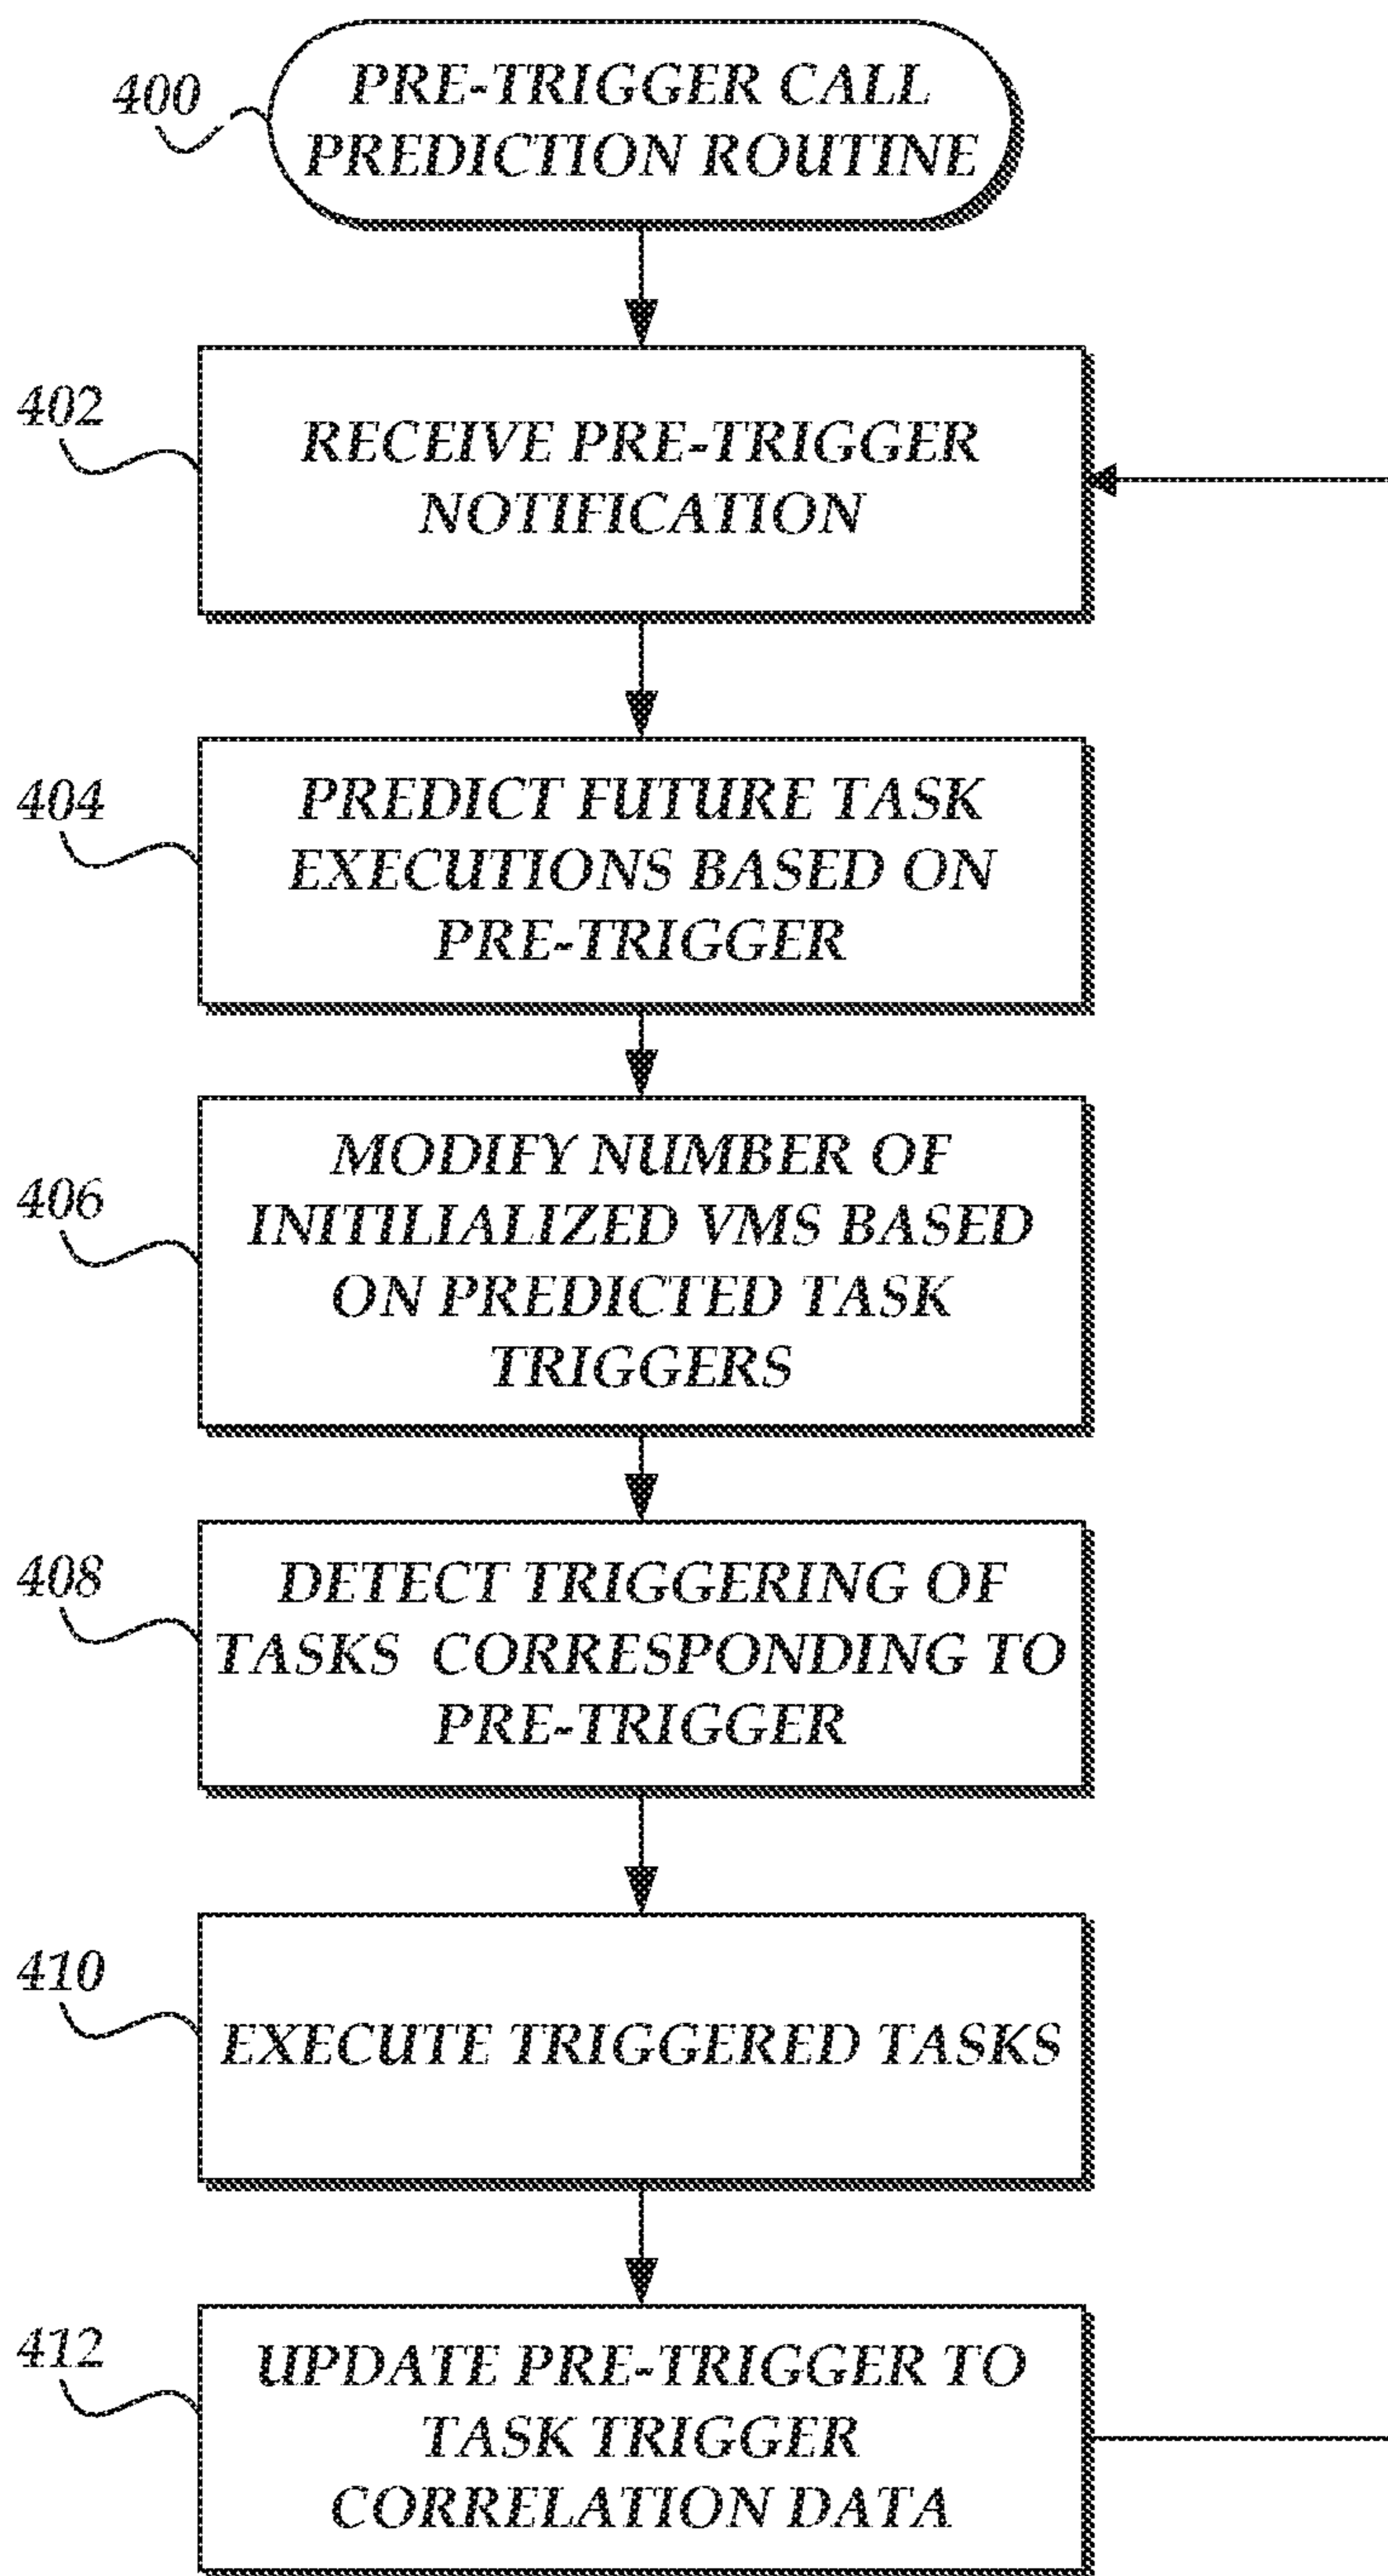 400
PRE-TRIGGER CALL
PREDICTION ROUTINE
402
RECEIVE PRE-TRIGGER
NOTIFICATION
404
PREDICT FUTURE TASK
EXECUTIONS BASED ON
PRE-TRIGGER
406
MODIFY NUMBER OF
INITILIALIZED VMS BASED
ON PREDICTED TASK
TRIGGERS
408
DETECT TRIGGERING OF
TASKS CORRESPONDING TO
PRE-TRIGGER
410
EXECUTE TRIGGERED TASKS
412
UPDATE PRE-TRIGGER TO
TASK TRIGGER
CORRELATION DATA